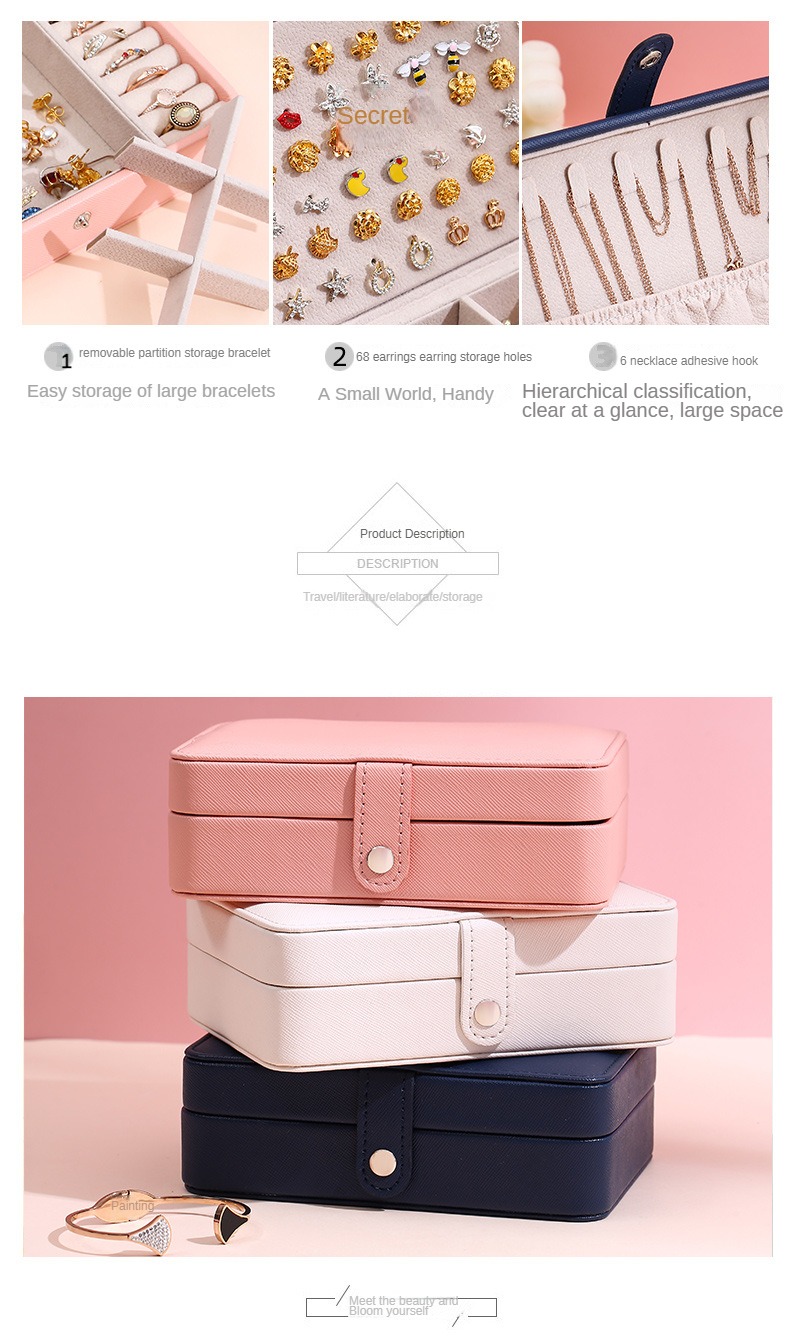 Secret
1 removable partition storage bracelet
Easy storage of large bracelets
2 68 earrings earring storage holes
A Small World, Handy
3 6 necklace adhesive hook
Hierarchical classification,
clear at a glance, large space
Product Description
DESCRIPTION
Travel/literature/elaborate/storage
Painting
Meet the beauty and
Bloom yourself